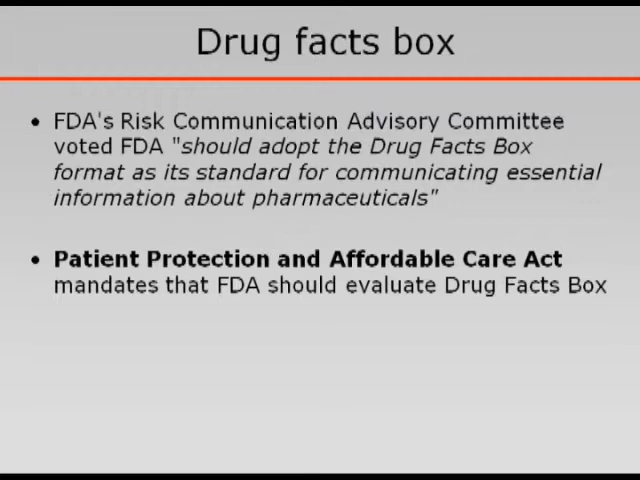 Drug facts box
• FDA's Risk Communication Advisory Committee
voted FDA "should adopt the Drug Facts Box
format as its standard for communicating essential
information about pharmaceuticals"
• Patient Protection and Affordable Care Act
mandates that FDA should evaluate Drug Facts Box